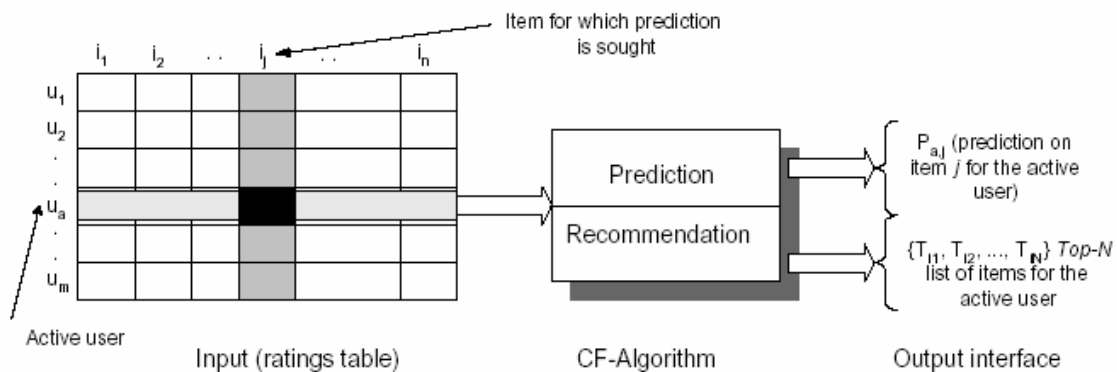 Item for which prediction
is sought
i1 i2 . . ij . . in
u1
u2
.
.
ua
.
.
um
Active user
Prediction
Recommendation
Pa,j (prediction on
item j for the active
user)
{Ti1, Ti2, ..., TiN} Top-N
list of items for the
active user
Input (ratings table)
CF-Algorithm
Output interface